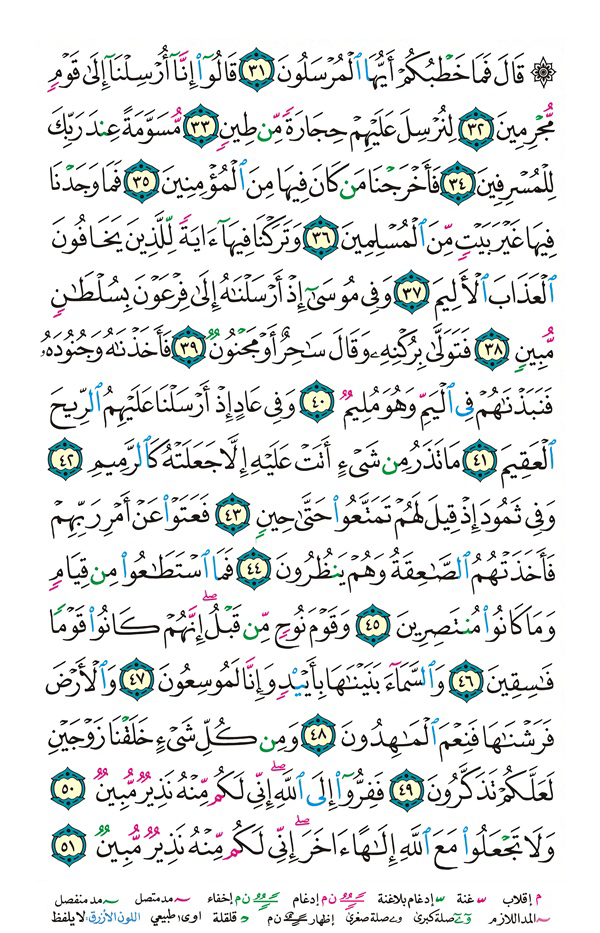 ۞ قَالَ فَمَا خَطْبُكُمْ أَيُّهَا ٱلْمُرْسَلُونَ ٣١ قَالُوٓا۟ إِنَّآ أُرْسِلْنَآ إِلَىٰ قَوْمٍ
مُّجْرِمِينَ ٣٢ لِنُرْسِلَ عَلَيْهِمْ حِجَارَةً مِّن طِينٍ ٣٣ مُّسَوَّمَةً عِندَ رَبِّكَ
لِلْمُسْرِفِينَ ٣٤ فَأَخْرَجْنَا مَن كَانَ فِيهَا مِنَ ٱلْمُؤْمِنِينَ ٣٥ فَمَا وَجَدْنَا
فِيهَا غَيْرَ بَيْتٍ مِّنَ ٱلْمُسْلِمِينَ ٣٦ وَتَرَكْنَا فِيهَآ ءَايَةً لِّلَّذِينَ يَخَافُونَ
ٱلْعَذَابَ ٱلْأَلِيمَ ٣٧ وَفِى مُوسَىٰٓ إِذْ أَرْسَلْنَٰهُ إِلَىٰ فِرْعَوْنَ بِسُلْطَٰنٍ
مُّبِينٍ ٣٨ فَتَوَلَّىٰ بِرُكْنِهِۦ وَقَالَ سَٰحِرٌ أَوْ مَجْنُونٌ ٣٩ فَأَخَذْنَٰهُ وَجُنُودَهُۥ
فَنَبَذْنَٰهُمْ فِى ٱلْيَمِّ وَهُوَ مُلِيمٌ ٤٠ وَفِى عَادٍ إِذْ أَرْسَلْنَا عَلَيْهِمُ ٱلرِّيحَ
ٱلْعَقِيمَ ٤١ مَا تَذَرُ مِن شَىْءٍ أَتَتْ عَلَيْهِ إِلَّا جَعَلَتْهُ كَٱلرَّمِيمِ ٤٢
وَفِى ثَمُودَ إِذْ قِيلَ لَهُمْ تَمَتَّعُوا۟ حَتَّىٰ حِينٍ ٤٣ فَعَتَوْا۟ عَنْ أَمْرِ رَبِّهِمْ
فَأَخَذَتْهُمُ ٱلصَّٰعِقَةُ وَهُمْ يَنظُرُونَ ٤٤ فَمَا ٱسْتَطَٰعُوا۟ مِن قِيَامٍ
وَمَا كَانُوا۟ مُنتَصِرِينَ ٤٥ وَقَوْمَ نُوحٍ مِّن قَبْلُ ۖ إِنَّهُمْ كَانُوا۟ قَوْمًا
فَٰسِقِينَ ٤٦ وَٱلسَّمَآءَ بَنَيْنَٰهَا بِأَيْي۟دٍ وَإِنَّا لَمُوسِعُونَ ٤٧ وَٱلْأَرْضَ
فَرَشْنَٰهَا فَنِعْمَ ٱلْمَٰهِدُونَ ٤٨ وَمِن كُلِّ شَىْءٍ خَلَقْنَا زَوْجَيْنِ
لَعَلَّكُمْ تَذَكَّرُونَ ٤٩ فَفِرُّوٓا۟ إِلَى ٱللَّهِ ۖ إِنِّى لَكُم مِّنْهُ نَذِيرٌ مُّبِينٌ ٥٠
وَلَا تَجْعَلُوا۟ مَعَ ٱللَّهِ إِلَٰهًا ءَاخَرَ ۖ إِنِّى لَكُم مِّنْهُ نَذِيرٌ مُّبِينٌ ٥١
م إقلاب غنة إدغام بلاغنة ن م إدغام ن م إخفاء مد متصل مد منفصل
المد اللازم صلة كبرى صلة صغرى إظهار ن م قلقلة اوى؛ طبيعي اللون الأزرق: لا يلفظ